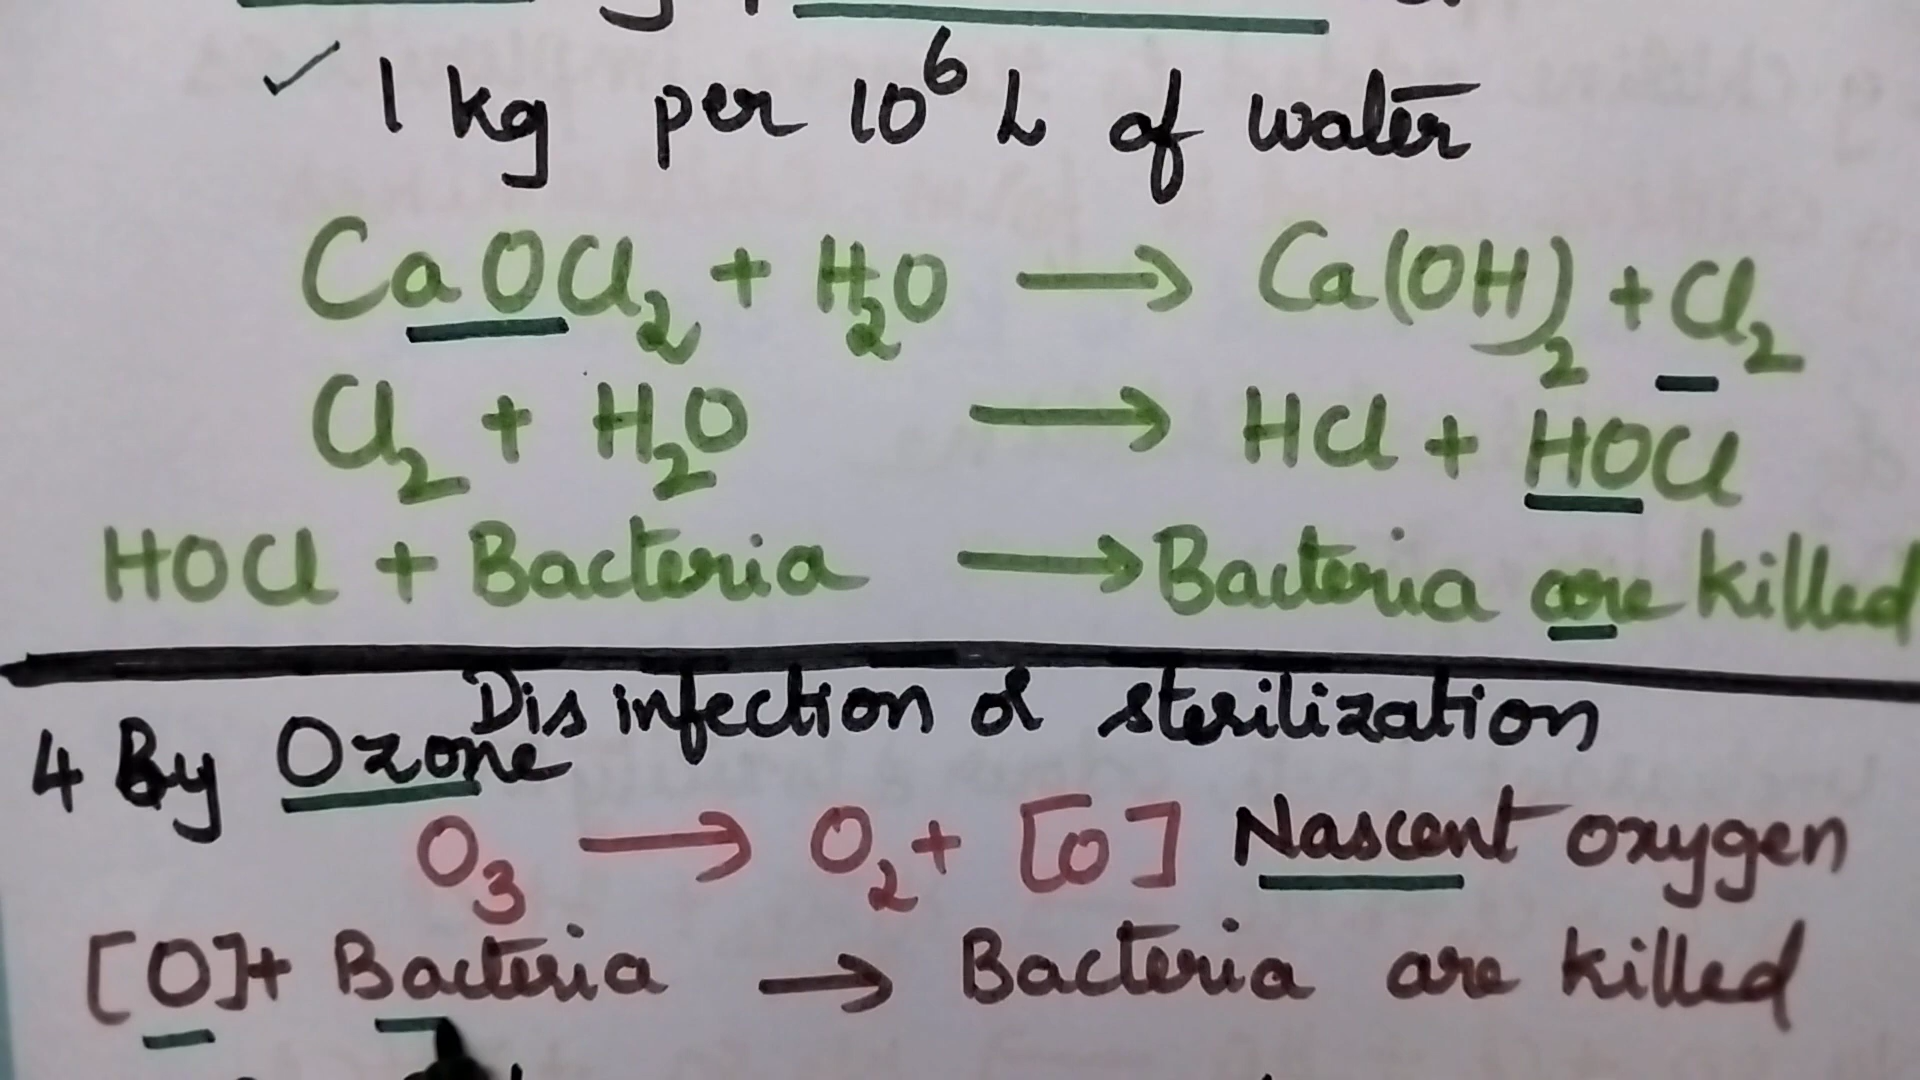 1 kg per 10⁶ L of water
CaOCl₂ + H₂O → Ca(OH)₂ + Cl₂
Cl₂ + H₂O → HCl + HOCl
HOCl + Bacteria → Bacteria are killed
Disinfection or sterilization
4 By Ozone
O₃ → O₂ + [O] Nascent oxygen
[O] + Bacteria → Bacteria are killed